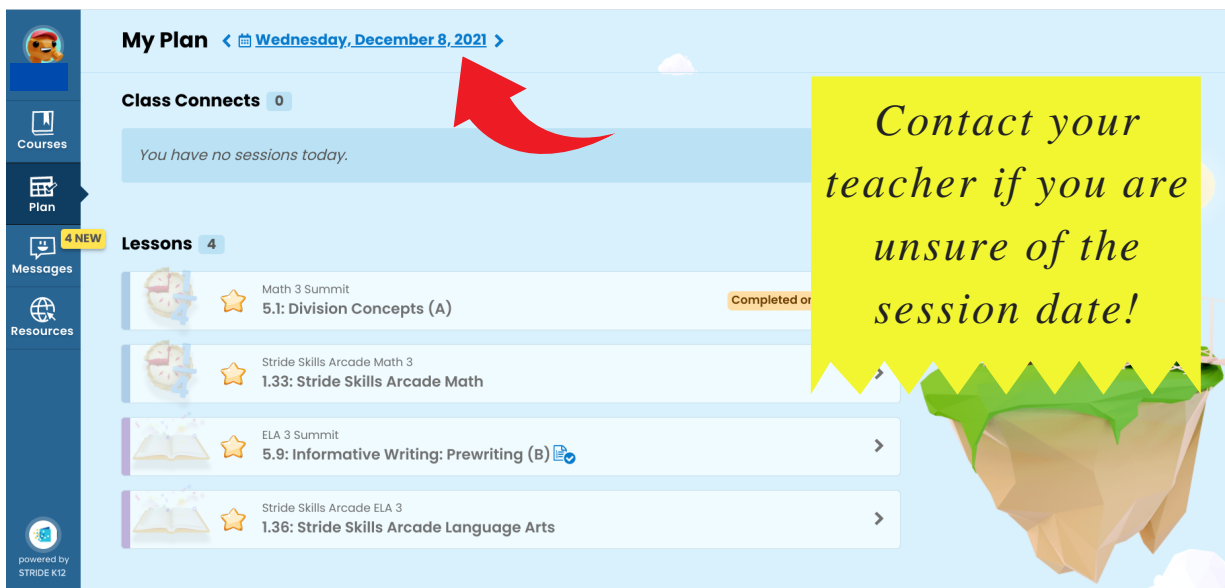 My Plan < Wednesday, December 8, 2021 >
Class Connects 0
You have no sessions today.
Courses
Plan
4 NEW
Messages
Resources
powered by
STRIDE K12
Lessons 4
Math 3 Summit
5.1: Division Concepts (A)
Completed on
Stride Skills Arcade Math 3
1.33: Stride Skills Arcade Math
ELA 3 Summit
5.9: Informative Writing: Prewriting (B)
Stride Skills Arcade ELA 3
1.36: Stride Skills Arcade Language Arts
Contact your
teacher if you are
unsure of the
session date!